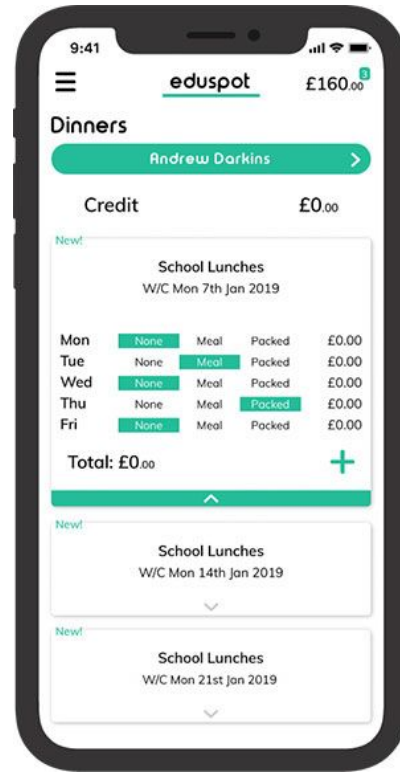 9:41
eduspot £160.00 3
Dinners
Andrew Darkins
Credit £0.00
New!
School Lunches
W/C Mon 7th Jan 2019
Mon None Meal Packed £0.00
Tue None Meal Packed £0.00
Wed None Meal Packed £0.00
Thu None Meal Packed £0.00
Fri None Meal Packed £0.00
Total: £0.00
New!
School Lunches
W/C Mon 14th Jan 2019
New!
School Lunches
W/C Mon 21st Jan 2019